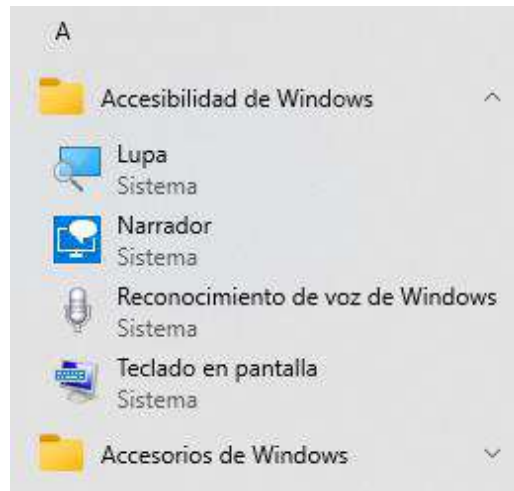 A
Accesibilidad de Windows
Lupa
Sistema
Narrador
Sistema
Reconocimiento de voz de Windows
Sistema
Teclado en pantalla
Sistema
Accesorios de Windows